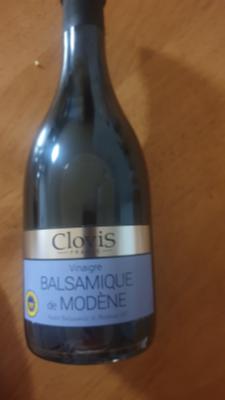 Clovis
FRANCE
Vinaigre
BALSAMIQUE
de MODÈNE